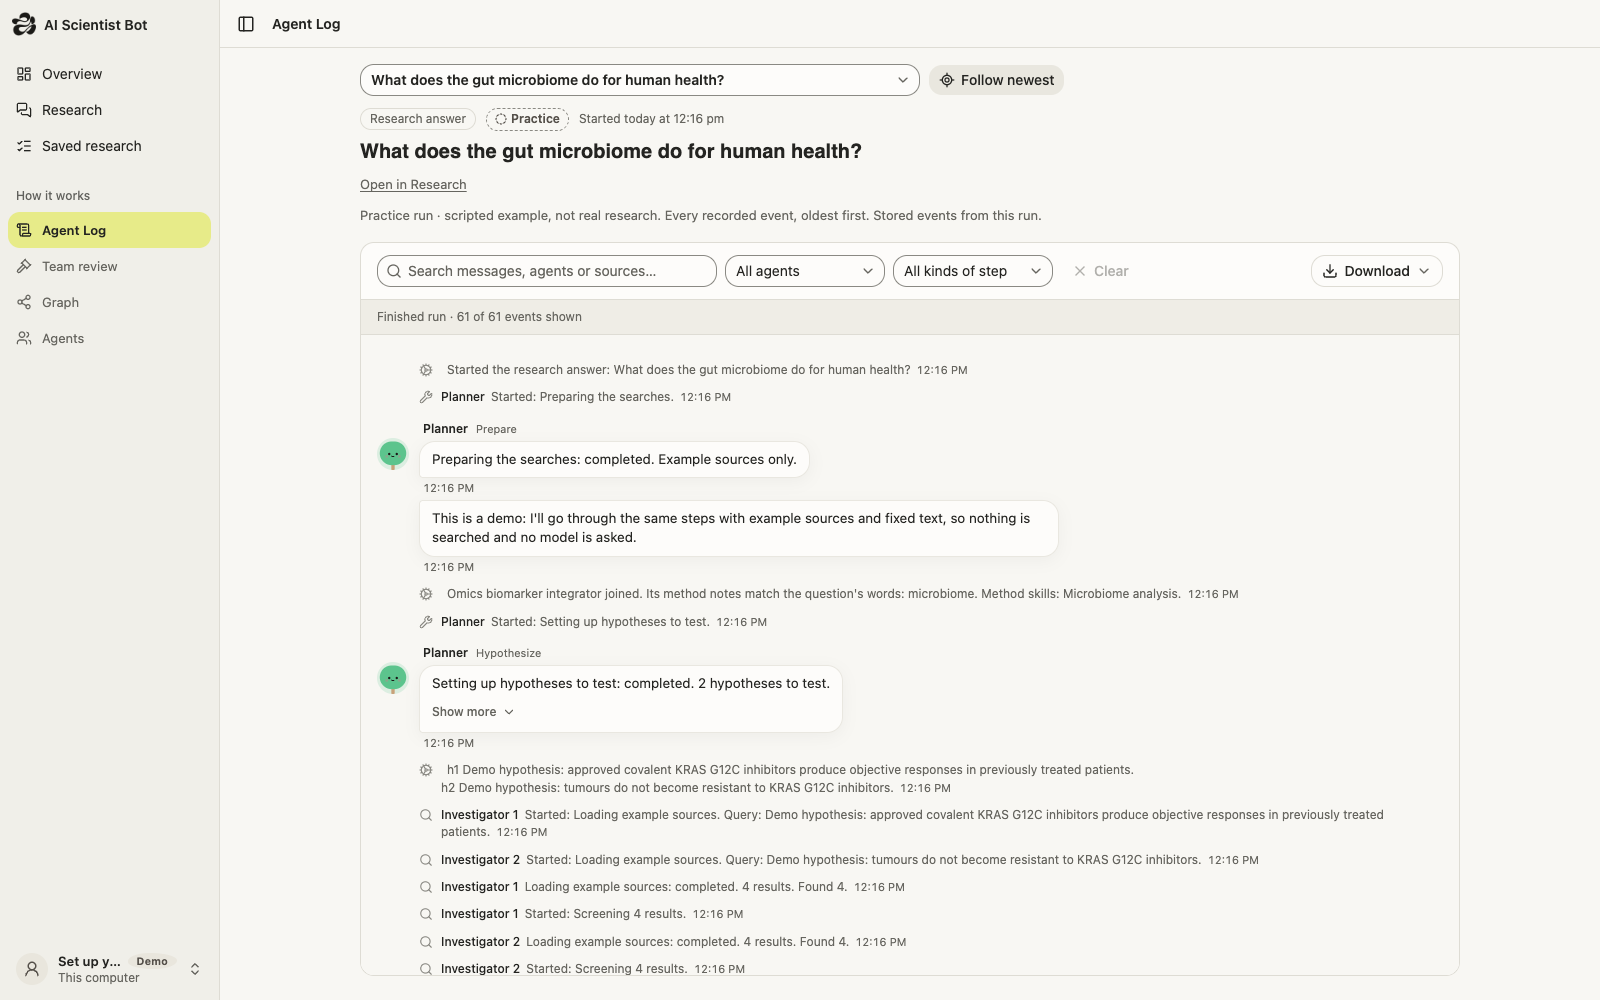 AI Scientist Bot
Overview
Research
Saved research
How it works
Agent Log
Team review
Graph
Agents
Set up y... Demo
This computer
Agent Log
What does the gut microbiome do for human health?
Follow newest
Research answer Practice Started today at 12:16 pm
What does the gut microbiome do for human health?
Open in Research
Practice run · scripted example, not real research. Every recorded event, oldest first. Stored events from this run.
Search messages, agents or sources...
All agents
All kinds of step
Clear
Download
Finished run · 61 of 61 events shown
Started the research answer: What does the gut microbiome do for human health? 12:16 PM
Planner Started: Preparing the searches. 12:16 PM
Planner Prepare
Preparing the searches: completed. Example sources only.
12:16 PM
This is a demo: I'll go through the same steps with example sources and fixed text, so nothing is
searched and no model is asked.
12:16 PM
Omics biomarker integrator joined. Its method notes match the question's words: microbiome. Method skills: Microbiome analysis. 12:16 PM
Planner Started: Setting up hypotheses to test. 12:16 PM
Planner Hypothesize
Setting up hypotheses to test: completed. 2 hypotheses to test.
Show more
12:16 PM
h1 Demo hypothesis: approved covalent KRAS G12C inhibitors produce objective responses in previously treated patients.
h2 Demo hypothesis: tumours do not become resistant to KRAS G12C inhibitors. 12:16 PM
Investigator 1 Started: Loading example sources. Query: Demo hypothesis: approved covalent KRAS G12C inhibitors produce objective responses in previously treated
patients. 12:16 PM
Investigator 2 Started: Loading example sources. Query: Demo hypothesis: tumours do not become resistant to KRAS G12C inhibitors. 12:16 PM
Investigator 1 Loading example sources: completed. 4 results. Found 4. 12:16 PM
Investigator 1 Started: Screening 4 results. 12:16 PM
Investigator 2 Loading example sources: completed. 4 results. Found 4. 12:16 PM
Investigator 2 Started: Screening 4 results. 12:16 PM